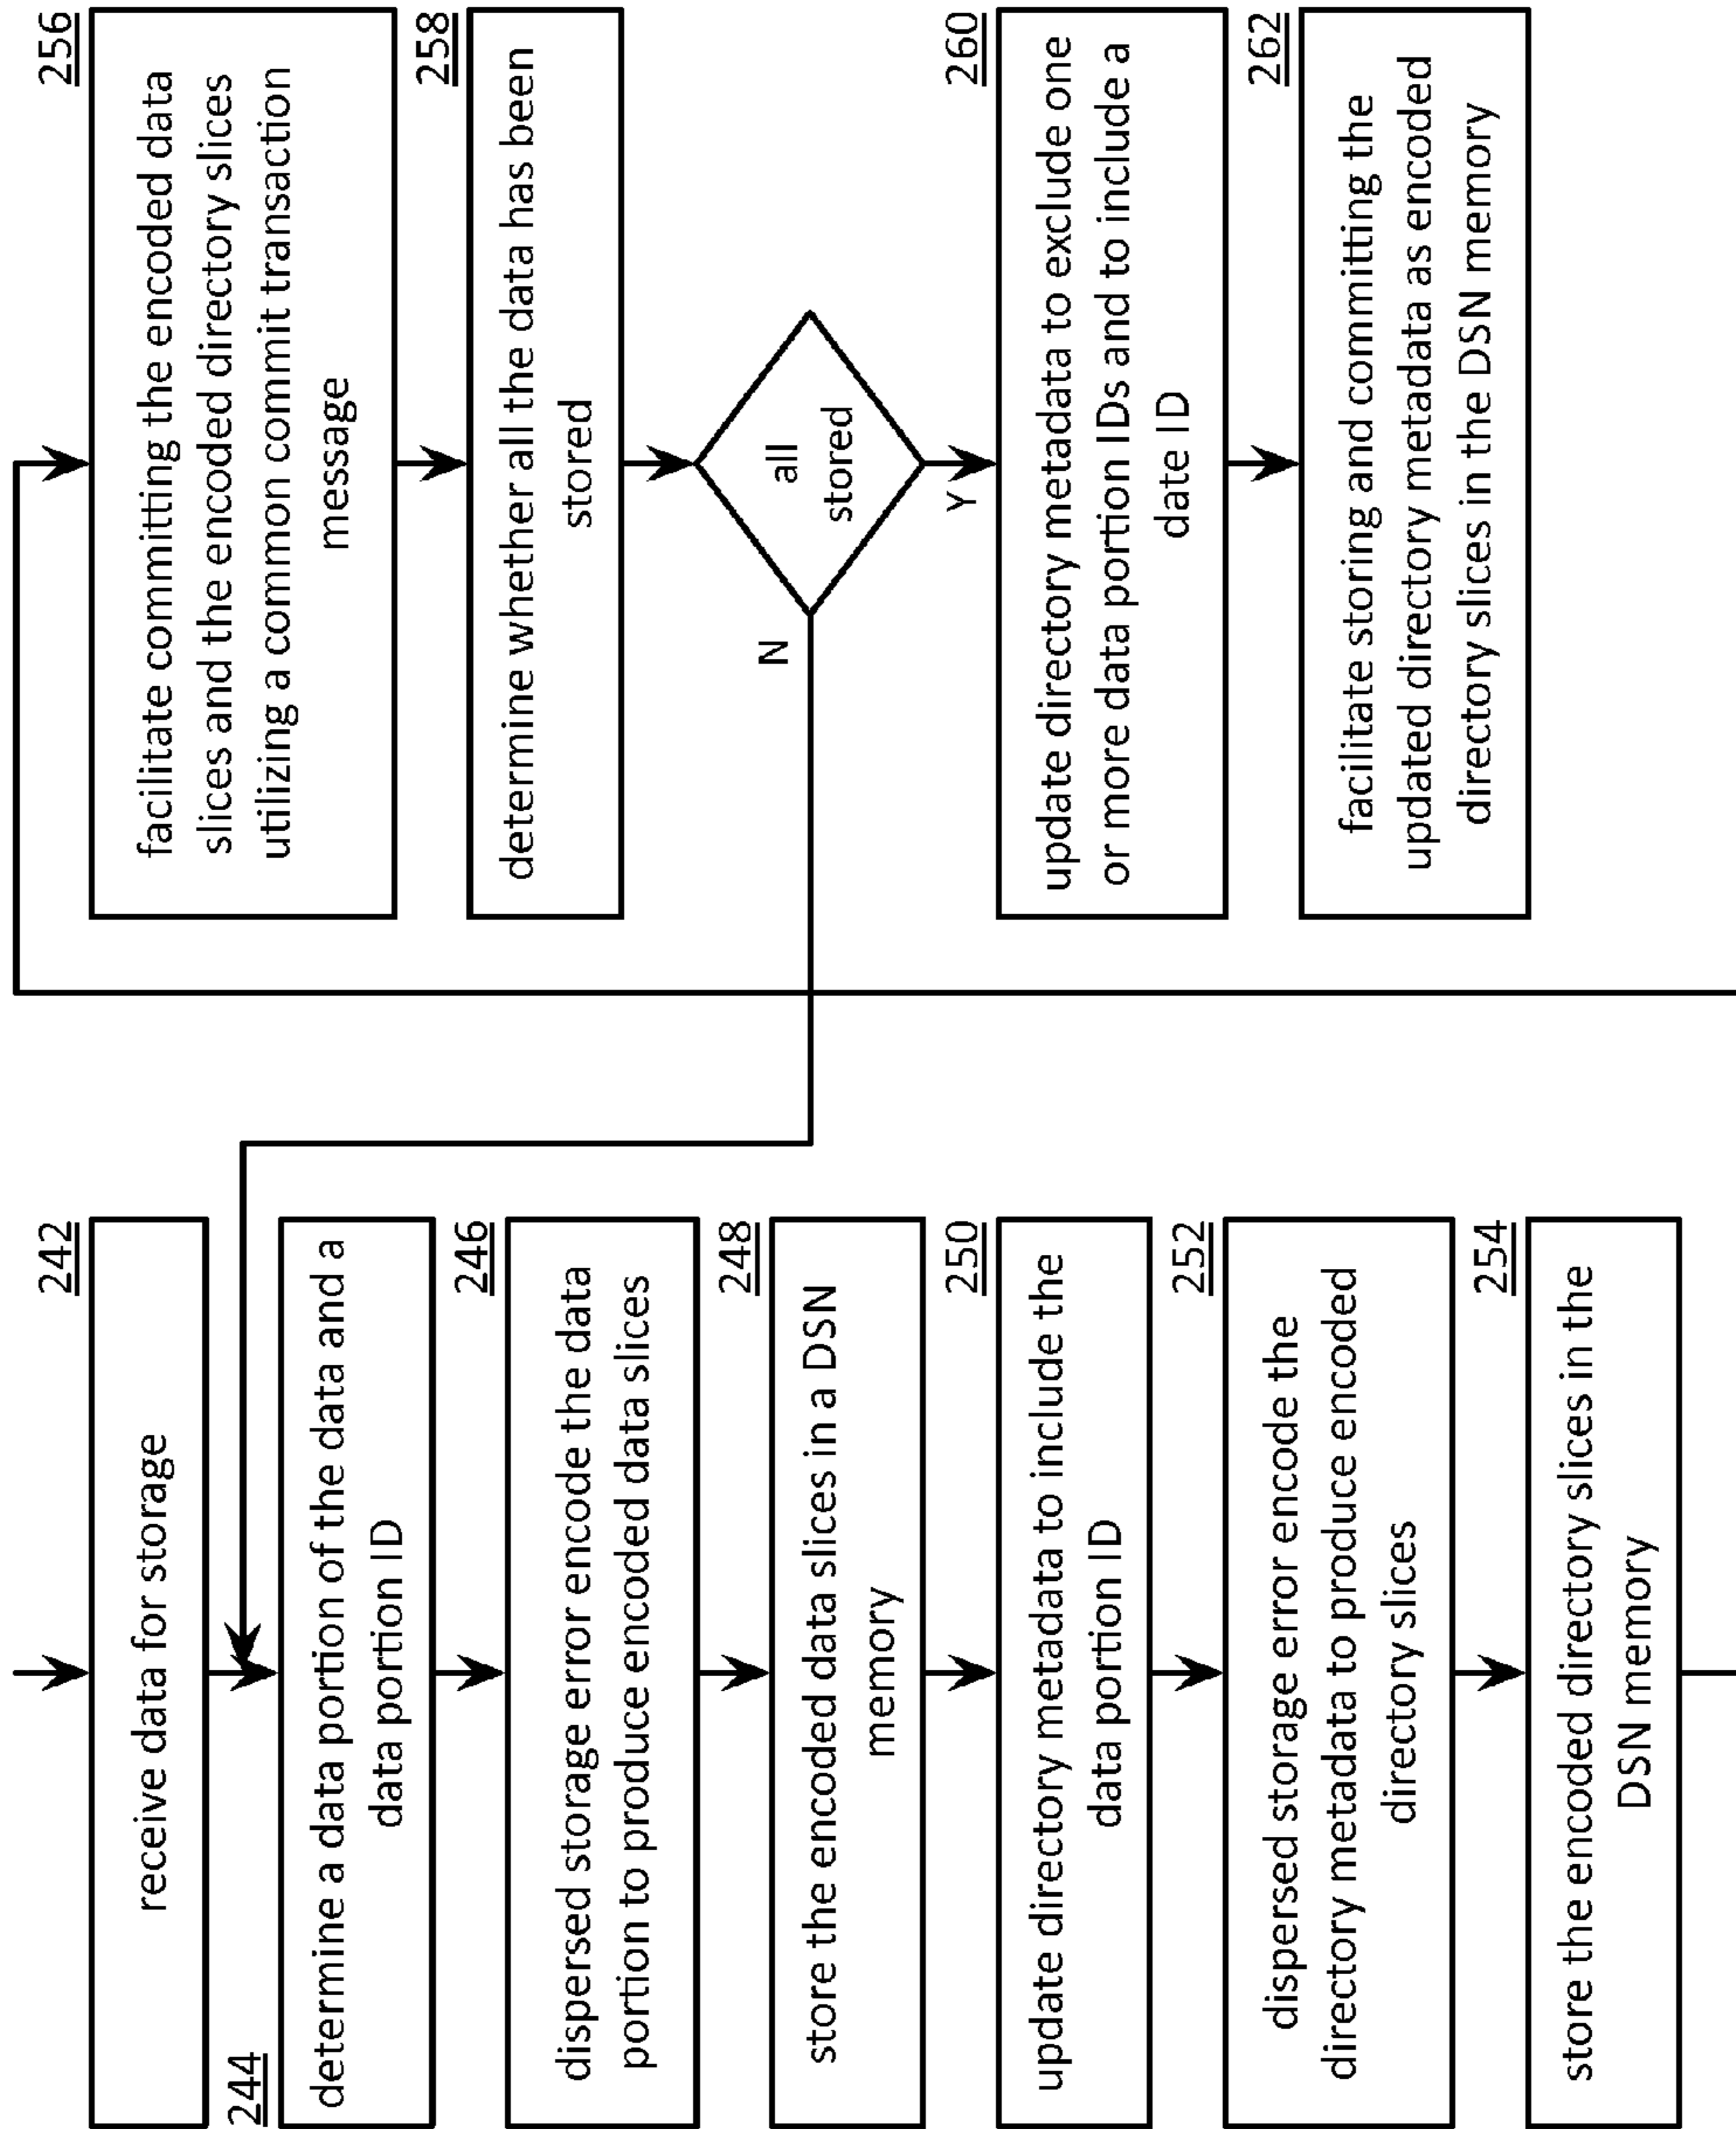 242
receive data for storage
244
determine a data portion of the data and a
data portion ID
246
dispersed storage error encode the data
portion to produce encoded data slices
248
store the encoded data slices in a DSN
memory
250
update directory metadata to include the
data portion ID
252
dispersed storage error encode the
directory metadata to produce encoded
directory slices
254
store the encoded directory slices in the
DSN memory
256
facilitate committing the encoded data
slices and the encoded directory slices
utilizing a common commit transaction
message
258
determine whether all the data has been
stored
all
stored
N
Y
260
update directory metadata to exclude one
or more data portion IDs and to include a
date ID
262
facilitate storing and committing the
updated directory metadata as encoded
directory slices in the DSN memory